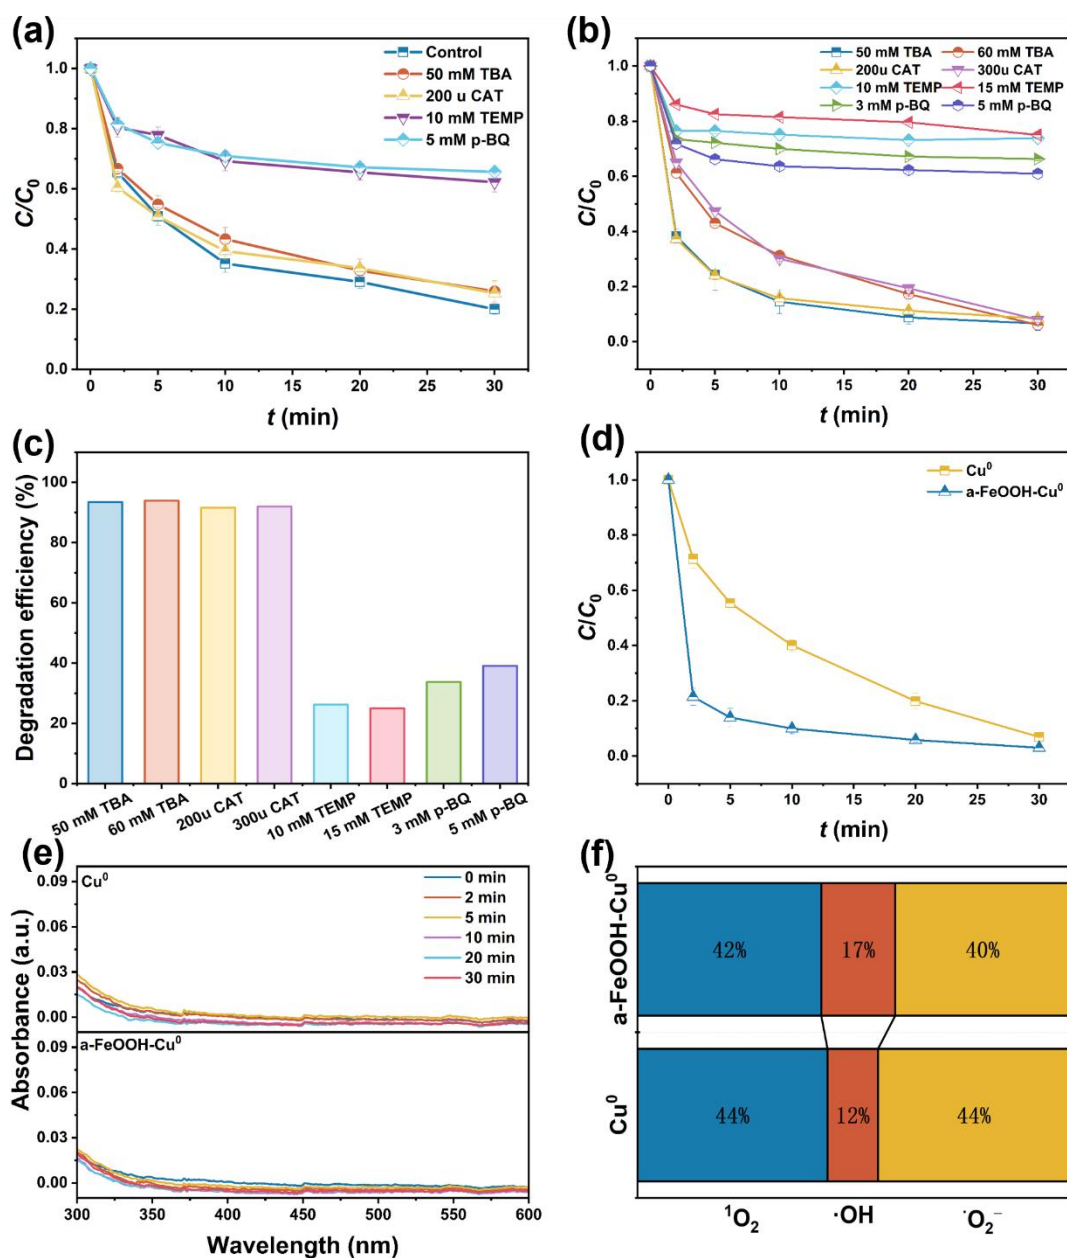 (a)
Control
50 mM TBA
200 u CAT
10 mM TEMP
5 mM p-BQ
C/C₀
1.0
0.8
0.6
0.4
0.2
0.0
0 5 10 15 20 25 30
t (min)
(b)
50 mM TBA 60 mM TBA
200u CAT 300u CAT
10 mM TEMP 15 mM TEMP
3 mM p-BQ 5 mM p-BQ
C/C₀
1.0
0.8
0.6
0.4
0.2
0.0
0 5 10 15 20 25 30
t (min)
(c)
Degradation efficiency (%)
100
80
60
40
20
0
50 mM TBA 60 mM TBA 200u CAT 300u CAT 10 mM TEMP 15 mM TEMP 3 mM p-BQ 5 mM p-BQ
(d)
Cu⁰
a-FeOOH-Cu⁰
C/C₀
1.0
0.8
0.6
0.4
0.2
0.0
0 5 10 15 20 25 30
t (min)
(e)
Cu⁰
0 min
2 min
5 min
10 min
20 min
30 min
Absorbance (a.u.)
0.09
0.06
0.03
0.00
a-FeOOH-Cu⁰
0.09
0.06
0.03
0.00
300 350 400 450 500 550 600
Wavelength (nm)
(f)
a-FeOOH-Cu⁰
42% 17% 40%
Cu⁰
44% 12% 44%
¹O₂ ·OH ·O₂⁻